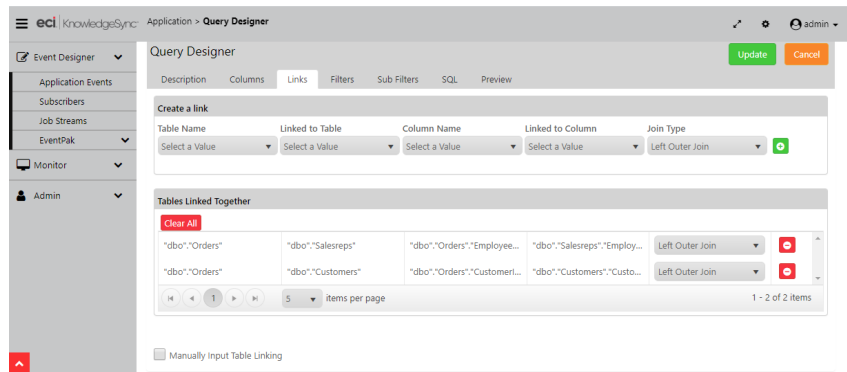 eci KnowledgeSync
Application > Query Designer
admin
Event Designer
Application Events
Subscribers
Job Streams
EventPak
Monitor
Admin
Query Designer
Update
Cancel
Description Columns Links Filters Sub Filters SQL Preview
Create a link
Table Name Linked to Table Column Name Linked to Column Join Type
Select a Value Select a Value Select a Value Select a Value Left Outer Join
Tables Linked Together
Clear All
"dbo"."Orders" "dbo"."Salesreps" "dbo"."Orders"."Employee... "dbo"."Salesreps"."Employ... Left Outer Join
"dbo"."Orders" "dbo"."Customers" "dbo"."Orders"."CustomerI... "dbo"."Customers"."Custo... Left Outer Join
1 5 items per page 1 - 2 of 2 items
Manually Input Table Linking